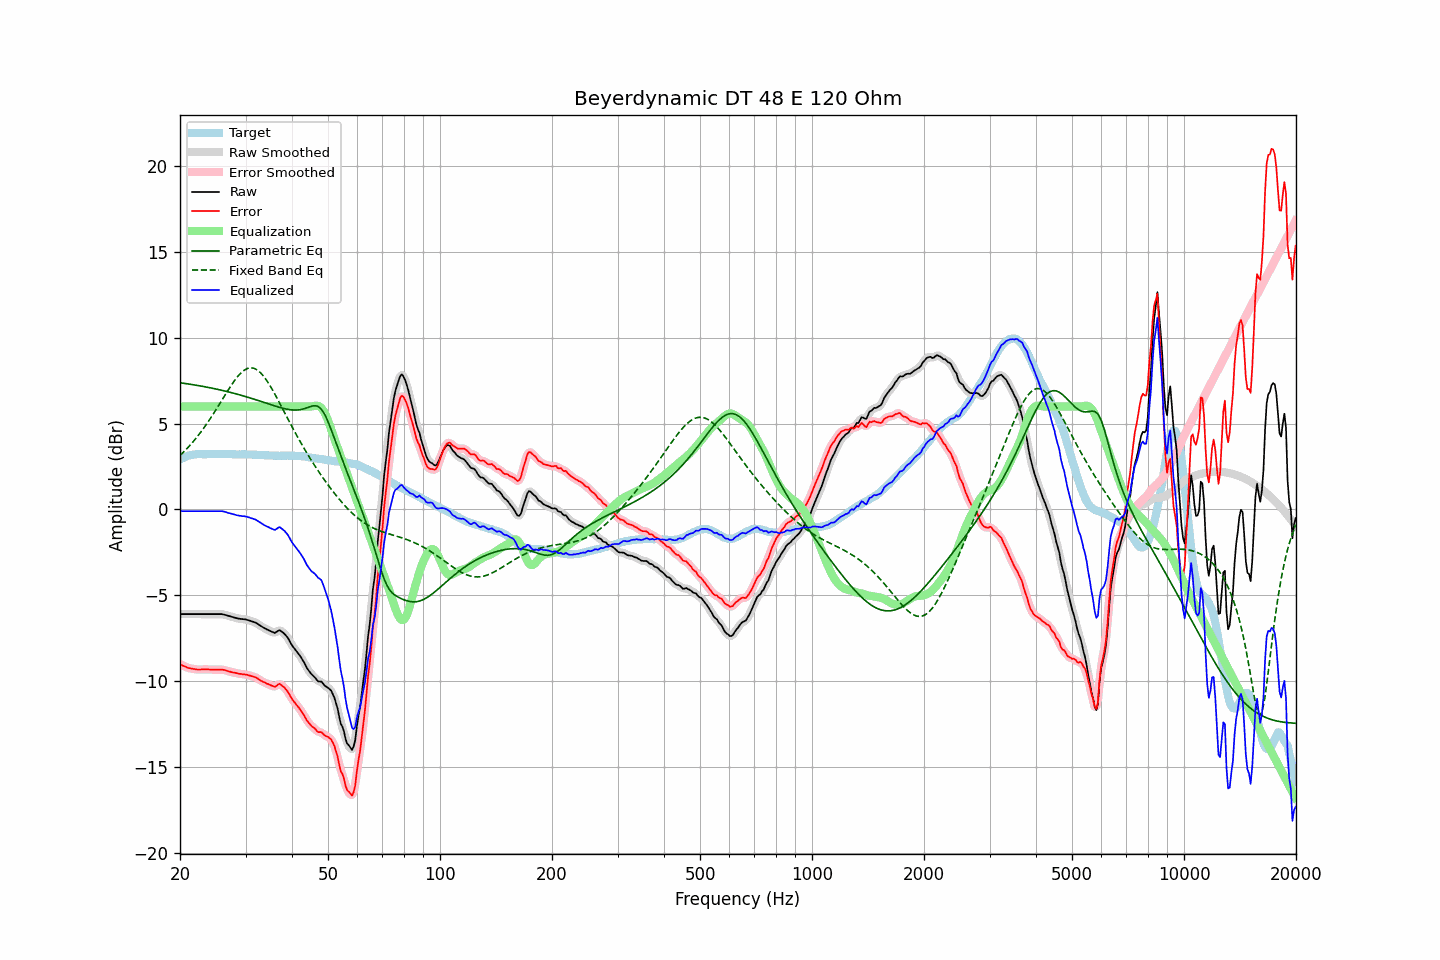 Beyerdynamic DT 48 E 120 Ohm
Target
Raw Smoothed
Error Smoothed
Raw
Error
Equalization
Parametric Eq
Fixed Band Eq
Equalized
Amplitude (dBr)
20
15
10
5
0
−5
−10
−15
−20
20 50 100 200 500 1000 2000 5000 10000 20000
Frequency (Hz)